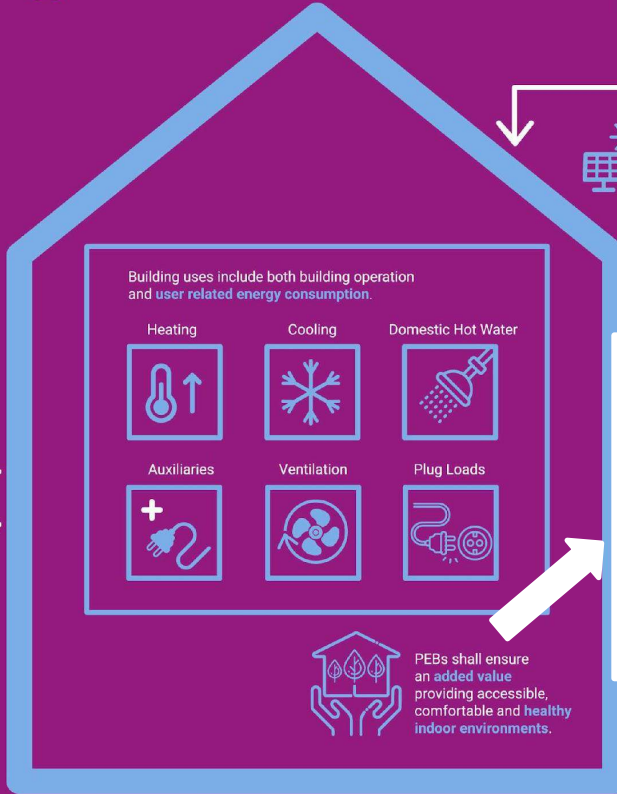 Building uses include both building operation
and user related energy consumption.
Heating
Cooling
Domestic Hot Water
Auxiliaries
Ventilation
Plug Loads
PEBs shall ensure
an added value
providing accessible,
comfortable and healthy
indoor environments.